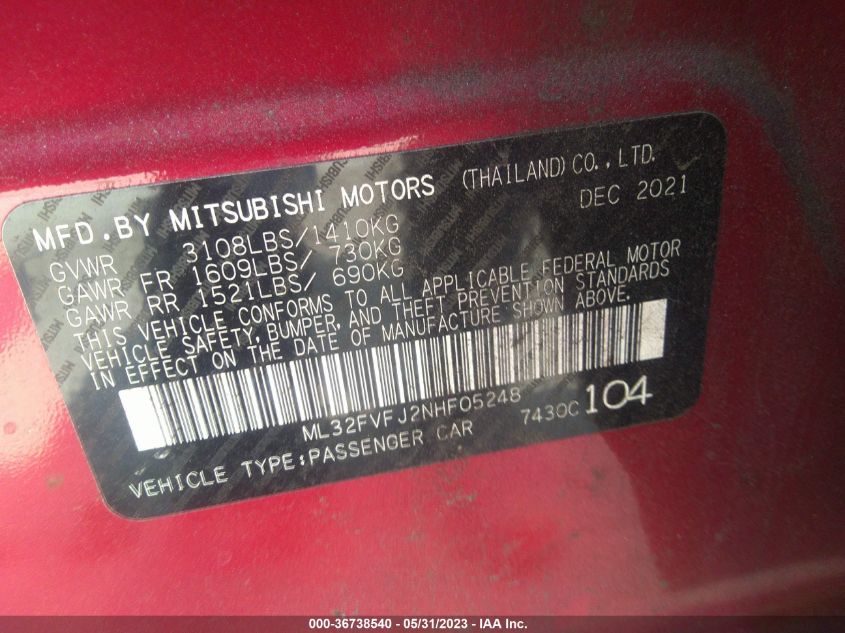 MFD.BY MITSUBISHI MOTORS (THAILAND) CO.,LTD.
DEC 2021
GVWR 3108LBS/1410KG
GAWR FR 1609LBS/ 730KG
GAWR RR 1521LBS/ 690KG
THIS VEHICLE CONFORMS TO ALL APPLICABLE FEDERAL MOTOR
VEHICLE SAFETY, BUMPER, AND THEFT PREVENTION STANDARDS
IN EFFECT ON THE DATE OF MANUFACTURE SHOWN ABOVE.
ML32FVFJ2NHF05248
7430C 104
VEHICLE TYPE:PASSENGER CAR
000-36738540 - 05/31/2023 - IAA Inc.